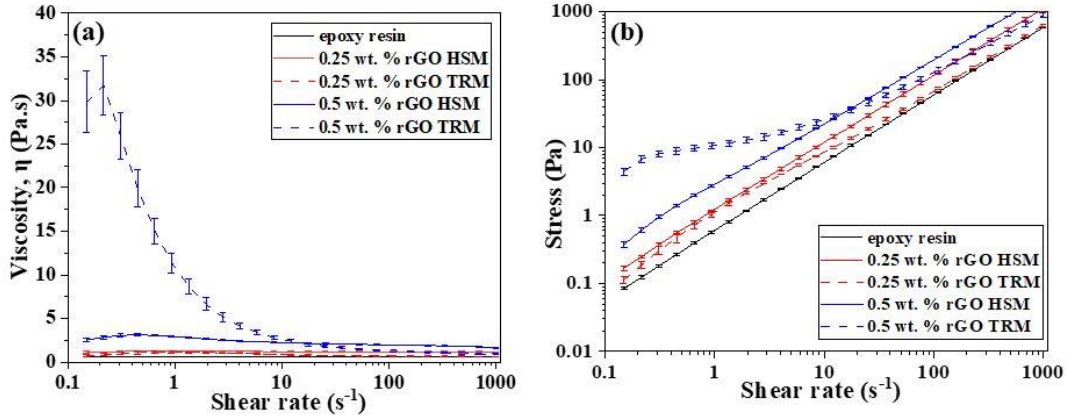 (a)
40
35
30
25
20
15
10
5
0
Viscosity, η (Pa.s)
epoxy resin
0.25 wt. % rGO HSM
0.25 wt. % rGO TRM
0.5 wt. % rGO HSM
0.5 wt. % rGO TRM
0.1 1 10 100 1000
Shear rate (s⁻¹)
(b)
1000
100
10
1
0.1
0.01
Stress (Pa)
epoxy resin
0.25 wt. % rGO HSM
0.25 wt. % rGO TRM
0.5 wt. % rGO HSM
0.5 wt. % rGO TRM
0.1 1 10 100 1000
Shear rate (s⁻¹)